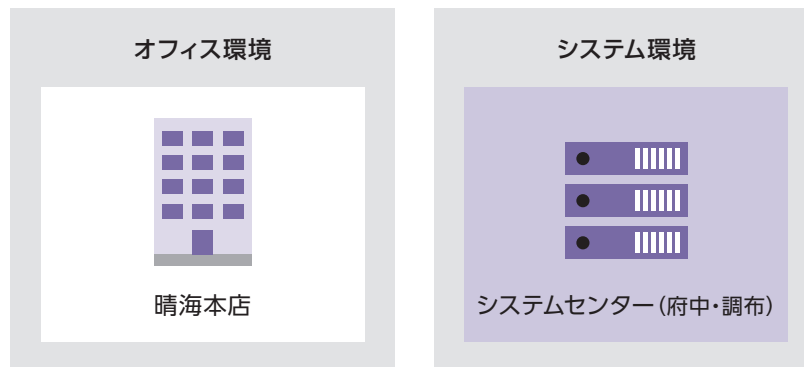 オフィス環境
晴海本店
システム環境
システムセンター(府中・調布)